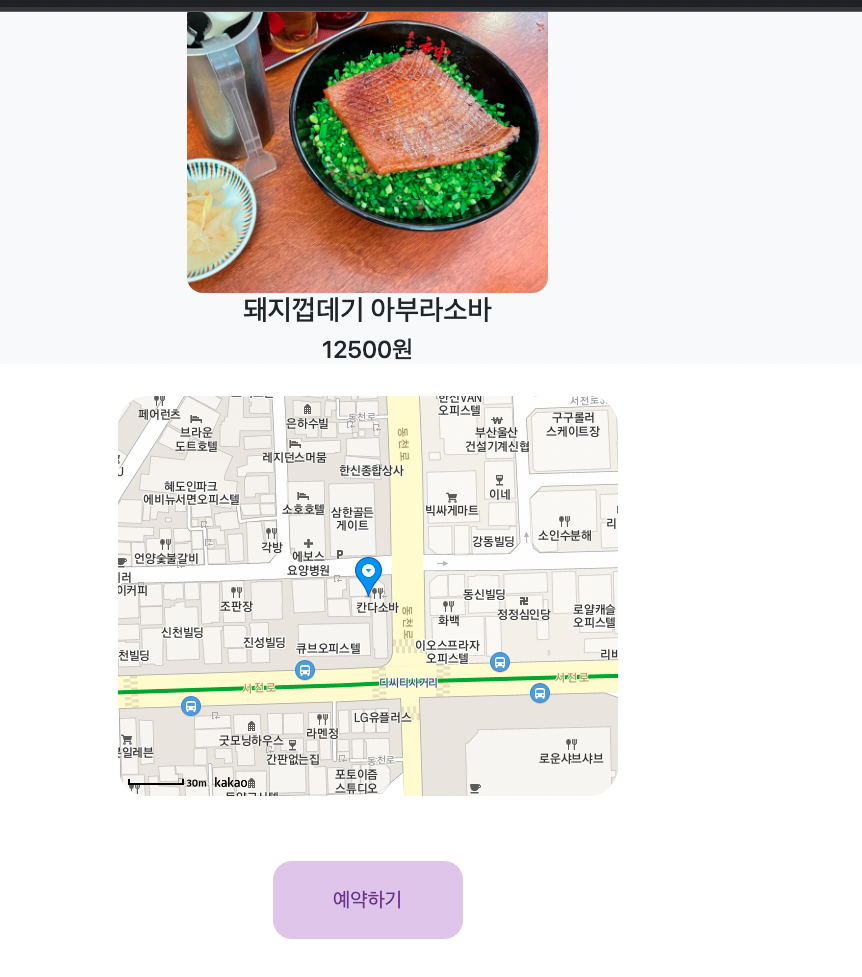 돼지껍데기 아부라소바
12500원
페어런츠
브라운
도트호텔
은하수빌
동천로
한신VAN
오피스텔
부산울산
건설기계신협
구구롤러
스케이트장
레지던스머뭄
한신종합상사
동천로
혜도인파크
에비뉴서면오피스텔
소호호텔
삼한골든
게이트
빅싸게마트
이네
각방
강동빌딩
소인수분해
언양숯불갈비
에보스
요양병원
P
조판장
칸다소바
화백
동신빌딩
정정심인당
로얄캐슬
오피스텔
신천빌딩
진성빌딩
큐브오피스텔
동천로
이오스프라자
오피스텔
서전로
더씨티사거리
서전로
굿모닝하우스
라멘정
LG유플러스
간판없는집
동천로
로운샤브샤브
포토이즘
스튜디오
30m
kakao
예약하기